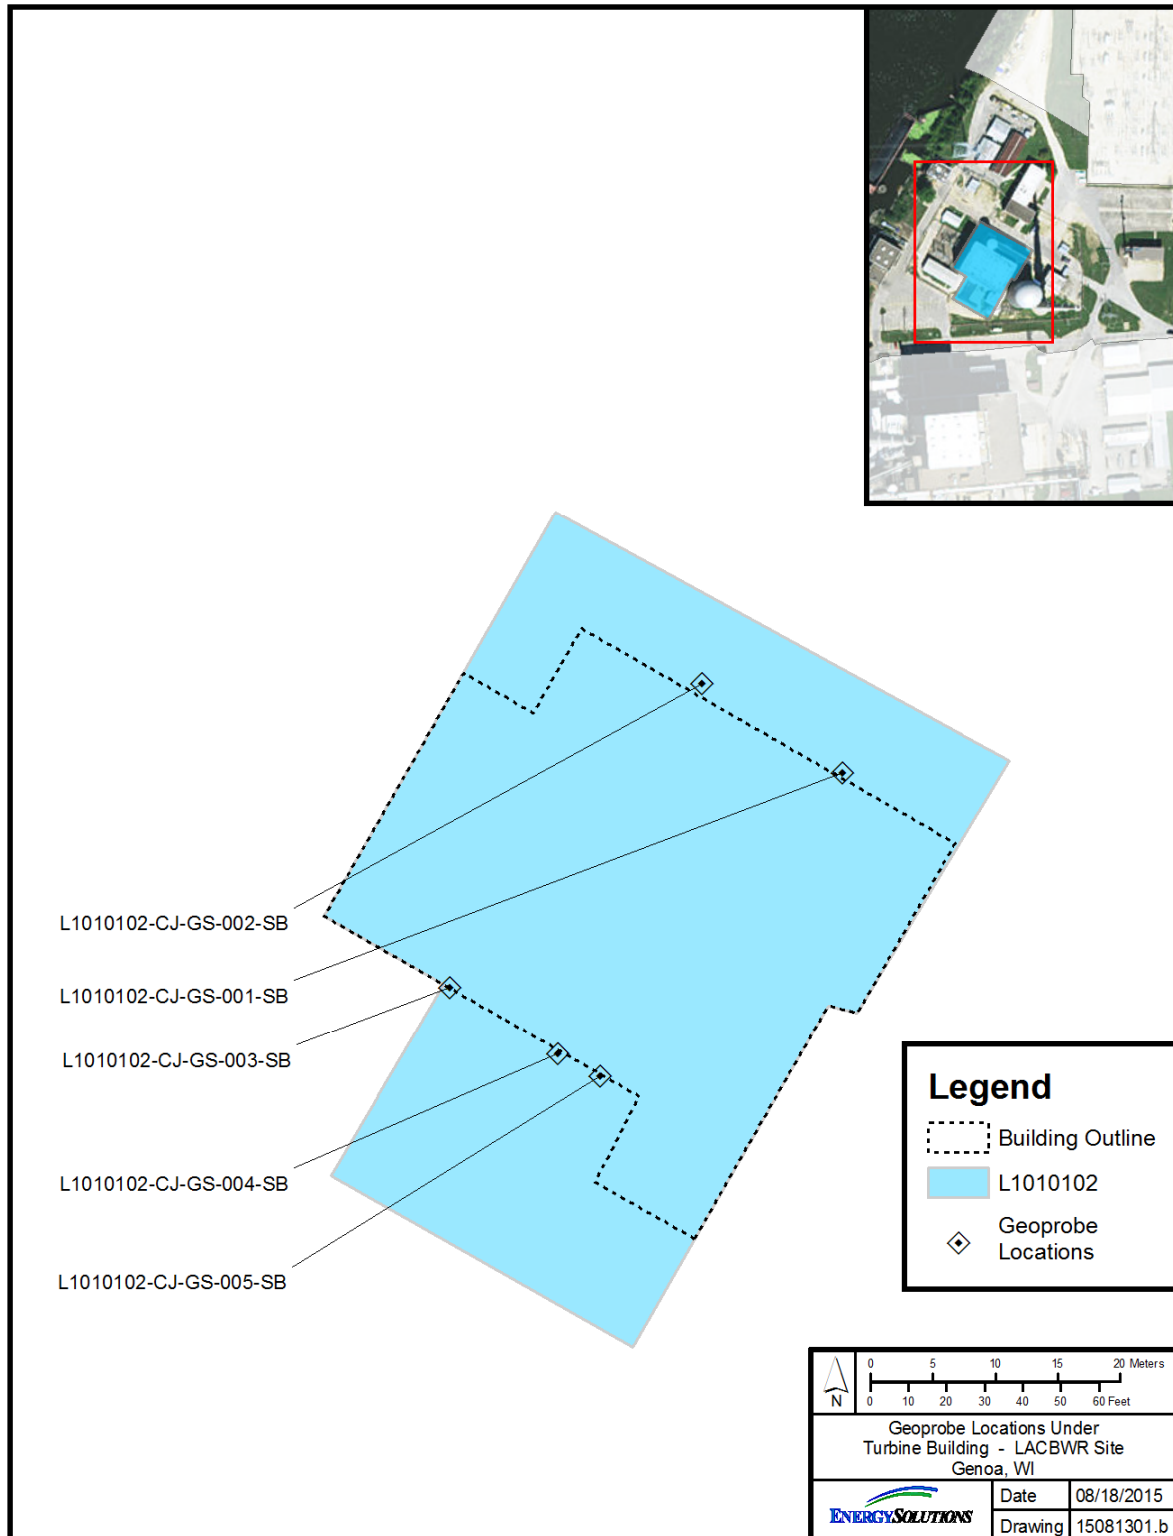 L1010102-CJ-GS-002-SB
L1010102-CJ-GS-001-SB
L1010102-CJ-GS-003-SB
L1010102-CJ-GS-004-SB
L1010102-CJ-GS-005-SB
Legend
Building Outline
L1010102
Geoprobe
Locations
N
0 5 10 15 20 Meters
0 10 20 30 40 50 60 Feet
Geoprobe Locations Under
Turbine Building - LACBWR Site
Genoa, WI
ENERGYSOLUTIONS
Date 08/18/2015
Drawing 15081301.b